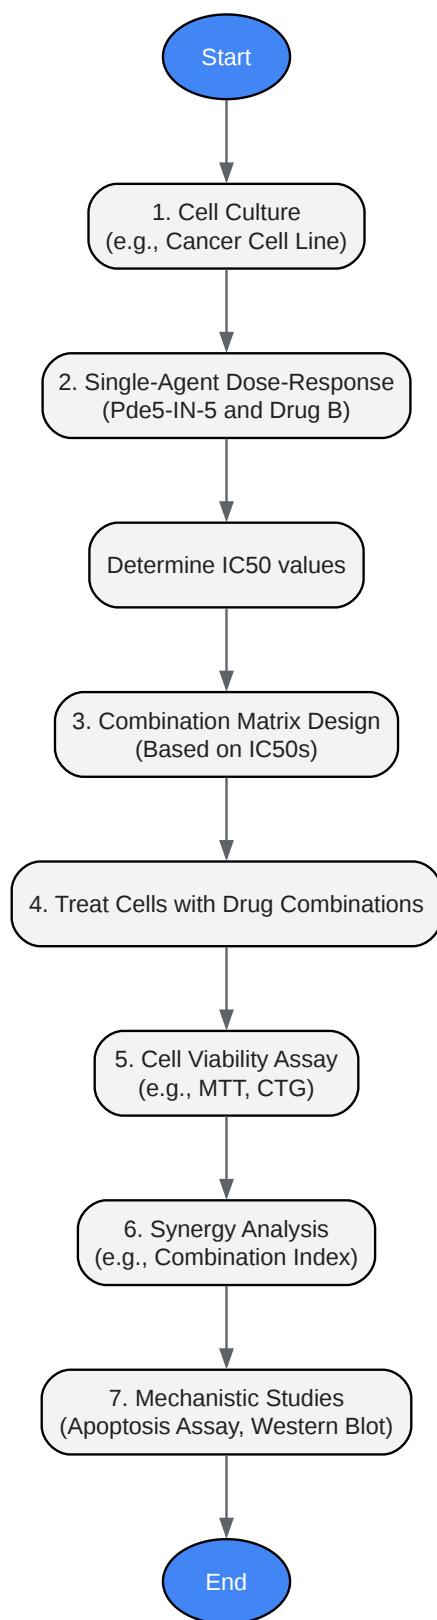 Start
1. Cell Culture
(e.g., Cancer Cell Line)
2. Single-Agent Dose-Response
(Pde5-IN-5 and Drug B)
Determine IC50 values
3. Combination Matrix Design
(Based on IC50s)
4. Treat Cells with Drug Combinations
5. Cell Viability Assay
(e.g., MTT, CTG)
6. Synergy Analysis
(e.g., Combination Index)
7. Mechanistic Studies
(Apoptosis Assay, Western Blot)
End